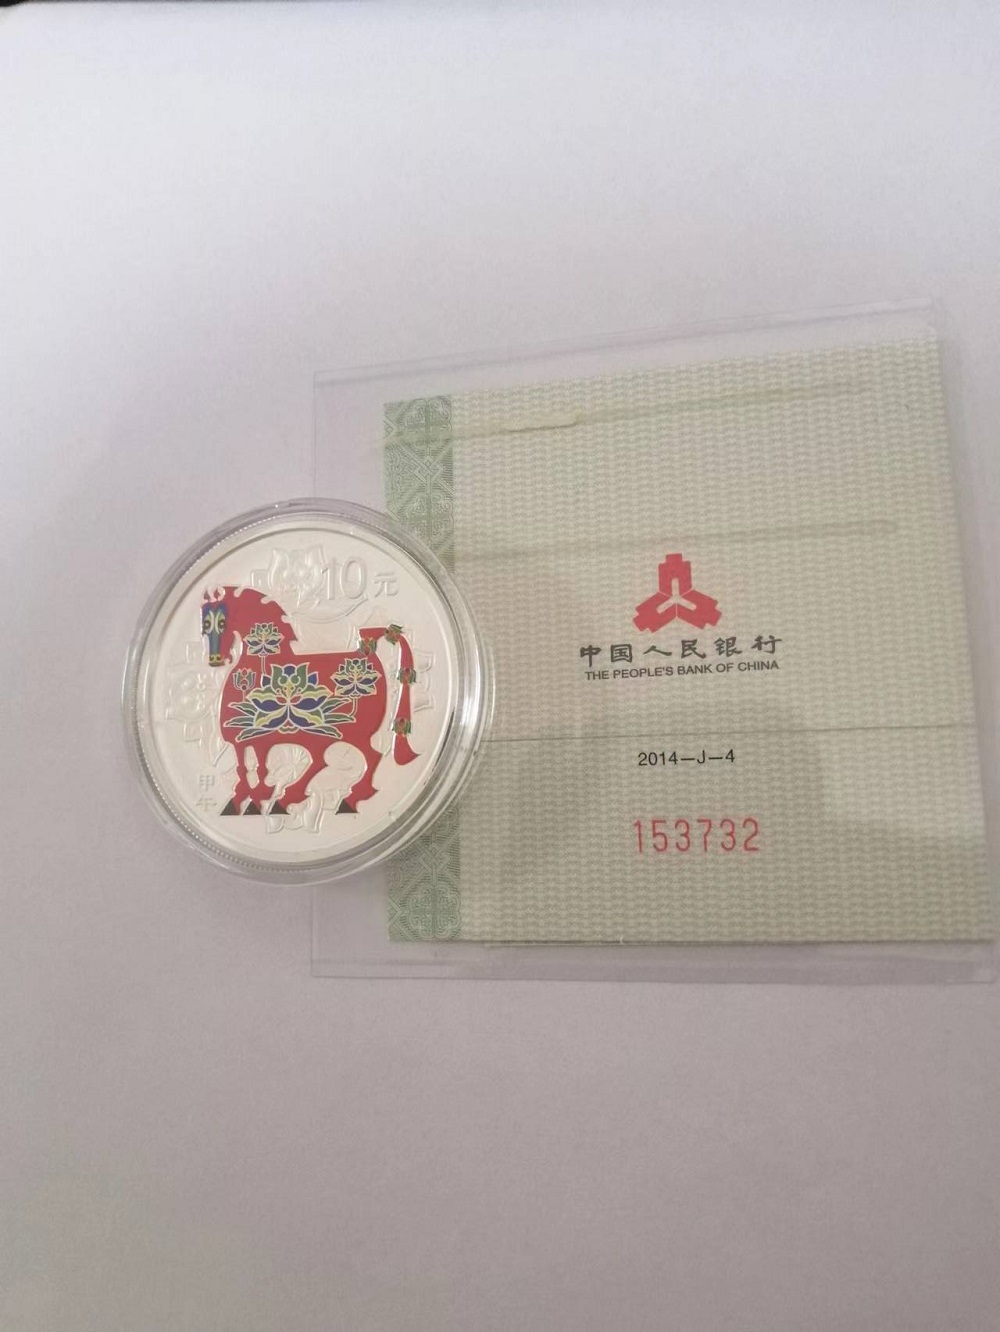 10元
甲
午
中国人民银行
THE PEOPLE'S BANK OF CHINA
2014—J—4
153732